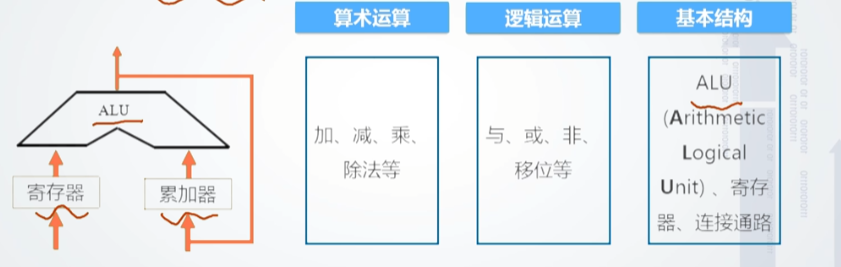 算术运算
逻辑运算
基本结构
ALU
寄存器
累加器
加、减、乘、
除法等
与、或、非、
移位等
ALU
(Arithmetic
Logical
Unit) 、寄存
器、连接通路